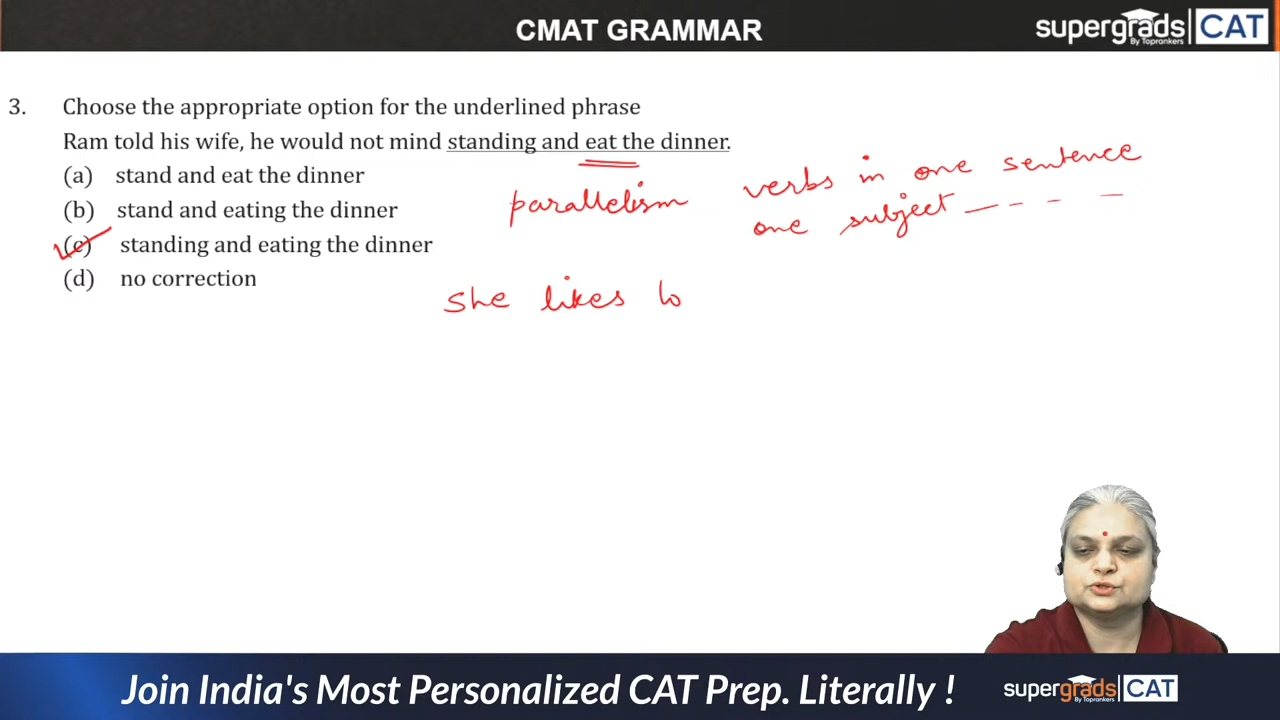 CMAT GRAMMAR
supergrads CAT
By Toprankers
3. Choose the appropriate option for the underlined phrase
Ram told his wife, he would not mind standing and eat the dinner.
(a) stand and eat the dinner
(b) stand and eating the dinner
(c) standing and eating the dinner
(d) no correction
parallelism
verbs in one sentence
one subject
She likes to
Join India's Most Personalized CAT Prep. Literally !
supergrads CAT
By Toprankers